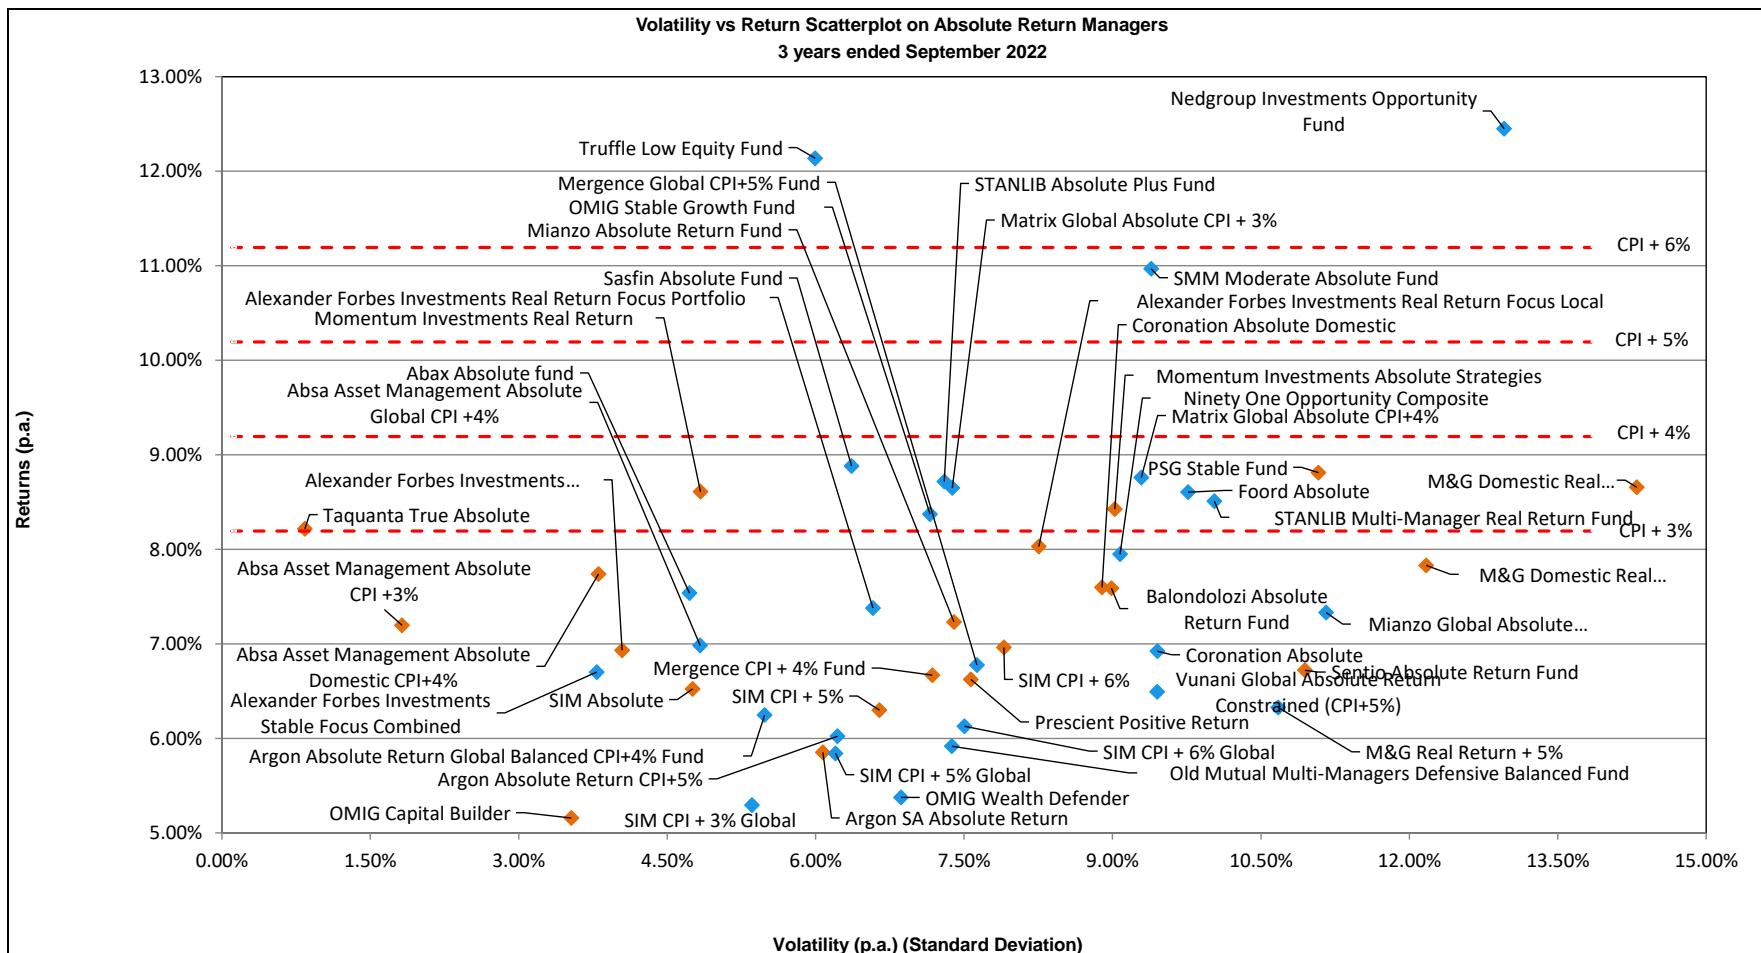 Volatility vs Return Scatterplot on Absolute Return Managers
3 years ended September 2022
Returns (p.a.)
13.00%
12.00%
11.00%
10.00%
9.00%
8.00%
7.00%
6.00%
5.00%
Nedgroup Investments Opportunity
Fund
Truffle Low Equity Fund
Mergence Global CPI+5% Fund
STANLIB Absolute Plus Fund
OMIG Stable Growth Fund
Matrix Global Absolute CPI + 3%
Mianzo Absolute Return Fund
CPI + 6%
Sasfin Absolute Fund
SMM Moderate Absolute Fund
Alexander Forbes Investments Real Return Focus Portfolio
Alexander Forbes Investments Real Return Focus Local
Momentum Investments Real Return
Coronation Absolute Domestic
CPI + 5%
Abax Absolute fund
Momentum Investments Absolute Strategies
Absa Asset Management Absolute
Global CPI +4%
Ninety One Opportunity Composite
Matrix Global Absolute CPI+4%
CPI + 4%
Alexander Forbes Investments...
PSG Stable Fund
M&G Domestic Real...
Foord Absolute
Taquanta True Absolute
STANLIB Multi-Manager Real Return Fund
CPI + 3%
Absa Asset Management Absolute
CPI +3%
M&G Domestic Real...
Balondolozi Absolute
Return Fund
Mianzo Global Absolute...
Absa Asset Management Absolute
Domestic CPI+4%
Mergence CPI + 4% Fund
Coronation Absolute
SIM CPI + 6%
Sentio Absolute Return Fund
Alexander Forbes Investments
Stable Focus Combined
SIM Absolute
SIM CPI + 5%
Vunani Global Absolute Return
Constrained (CPI+5%)
Prescient Positive Return
Argon Absolute Return Global Balanced CPI+4% Fund
SIM CPI + 6% Global
M&G Real Return + 5%
Argon Absolute Return CPI+5%
SIM CPI + 5% Global
Old Mutual Multi-Managers Defensive Balanced Fund
OMIG Wealth Defender
OMIG Capital Builder
SIM CPI + 3% Global
Argon SA Absolute Return
0.00%
1.50%
3.00%
4.50%
6.00%
7.50%
9.00%
10.50%
12.00%
13.50%
15.00%
Volatility (p.a.) (Standard Deviation)